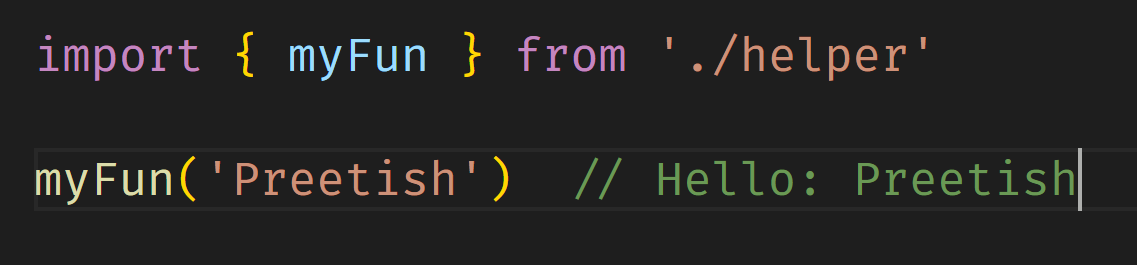 import { myFun } from './helper'
myFun('Preetish')  // Hello: Preetish